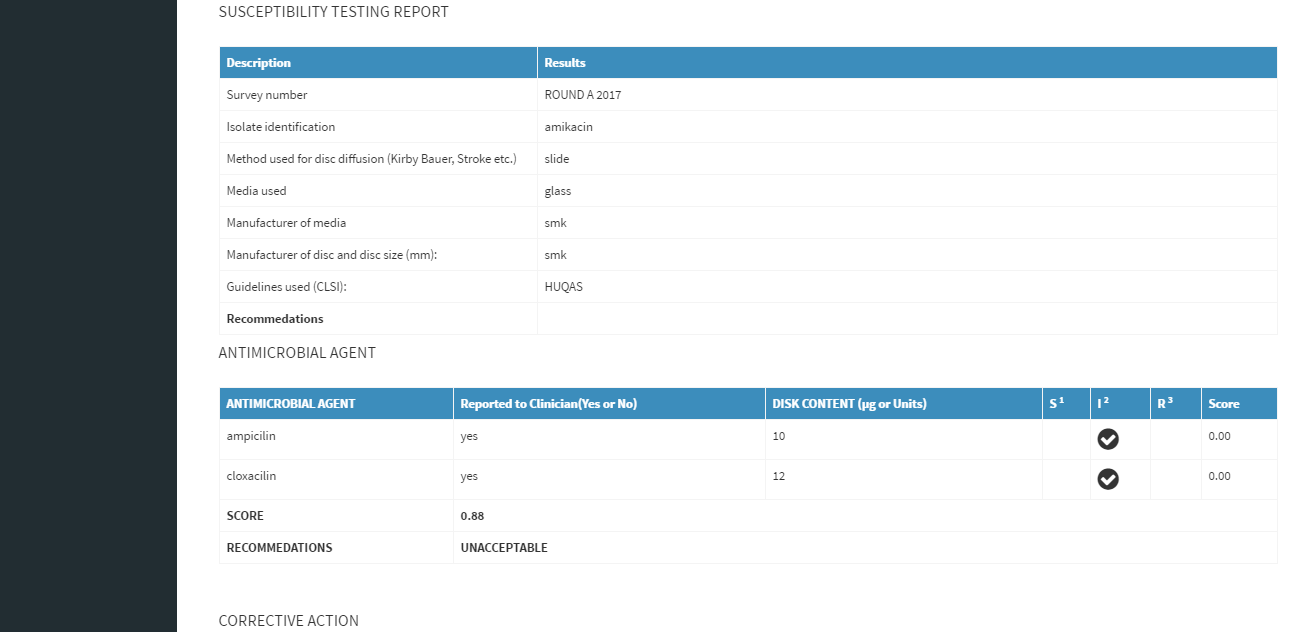 SUSCEPTIBILITY TESTING REPORT
Description Results
Survey number ROUND A 2017
Isolate identification amikacin
Method used for disc diffusion (Kirby Bauer, Stroke etc.) slide
Media used glass
Manufacturer of media smk
Manufacturer of disc and disc size (mm): smk
Guidelines used (CLSI): HUQAS
Recommedations
ANTIMICROBIAL AGENT
ANTIMICROBIAL AGENT Reported to Clinician(Yes or No) DISK CONTENT (µg or Units) S 1 I 2 R 3 Score
ampicilin yes 10 0.00
cloxacilin yes 12 0.00
SCORE 0.88
RECOMMEDATIONS UNACCEPTABLE
CORRECTIVE ACTION